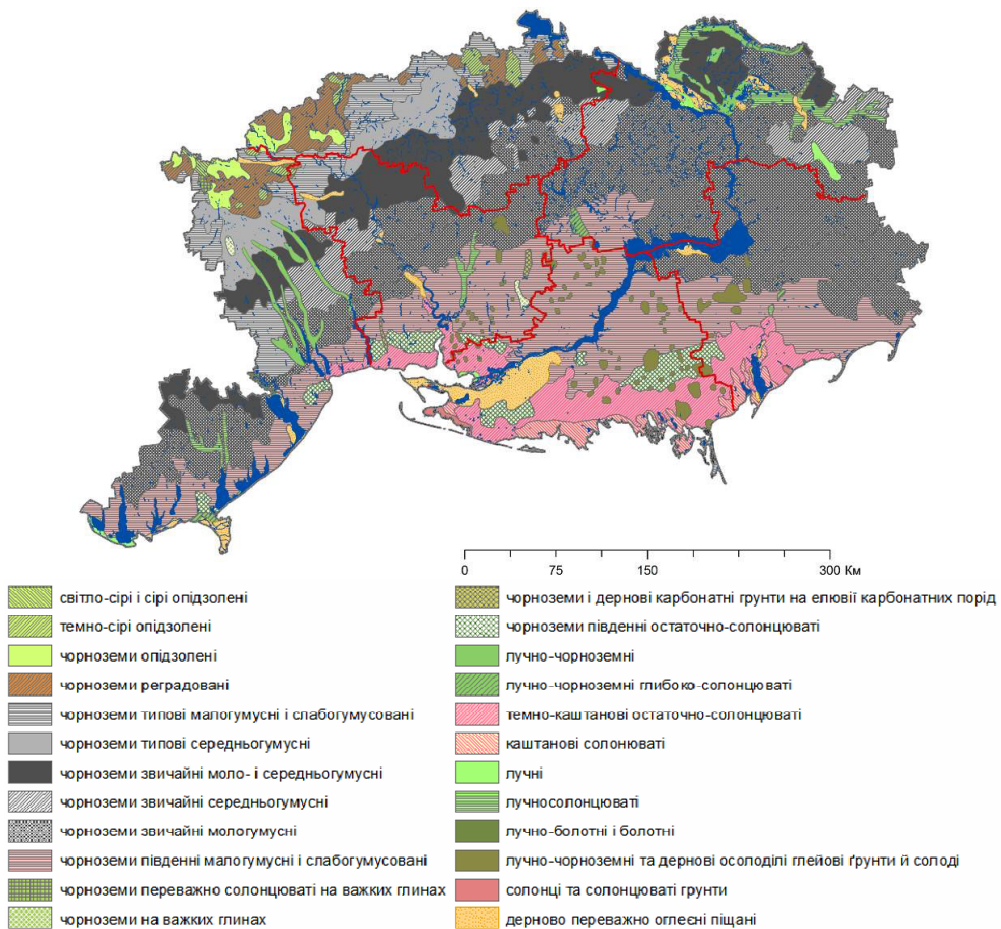 0 75 150 300 Км
світло-сірі і сірі опідзолені
темно-сірі опідзолені
чорноземи опідзолені
чорноземи реградовані
чорноземи типові малогумусні і слабогумусовані
чорноземи типові середньогумусні
чорноземи звичайні моло- і середньогумусні
чорноземи звичайні середньогумусні
чорноземи звичайні мологумусні
чорноземи південні малогумусні і слабогумусовані
чорноземи переважно солонцюваті на важких глинах
чорноземи на важких глинах
чорноземи і дернові карбонатні грунти на елювії карбонатних порід
чорноземи південні остаточно-солонцюваті
лучно-чорноземні
лучно-чорноземні глибоко-солонцюваті
темно-каштанові остаточно-солонцюваті
каштанові солонюваті
лучні
лучносолонцюваті
лучно-болотні і болотні
лучно-чорноземні та дернові осолоділі глейові ґрунти й солоді
солонці та солонцюваті грунти
дерново переважно оглеєні піщані